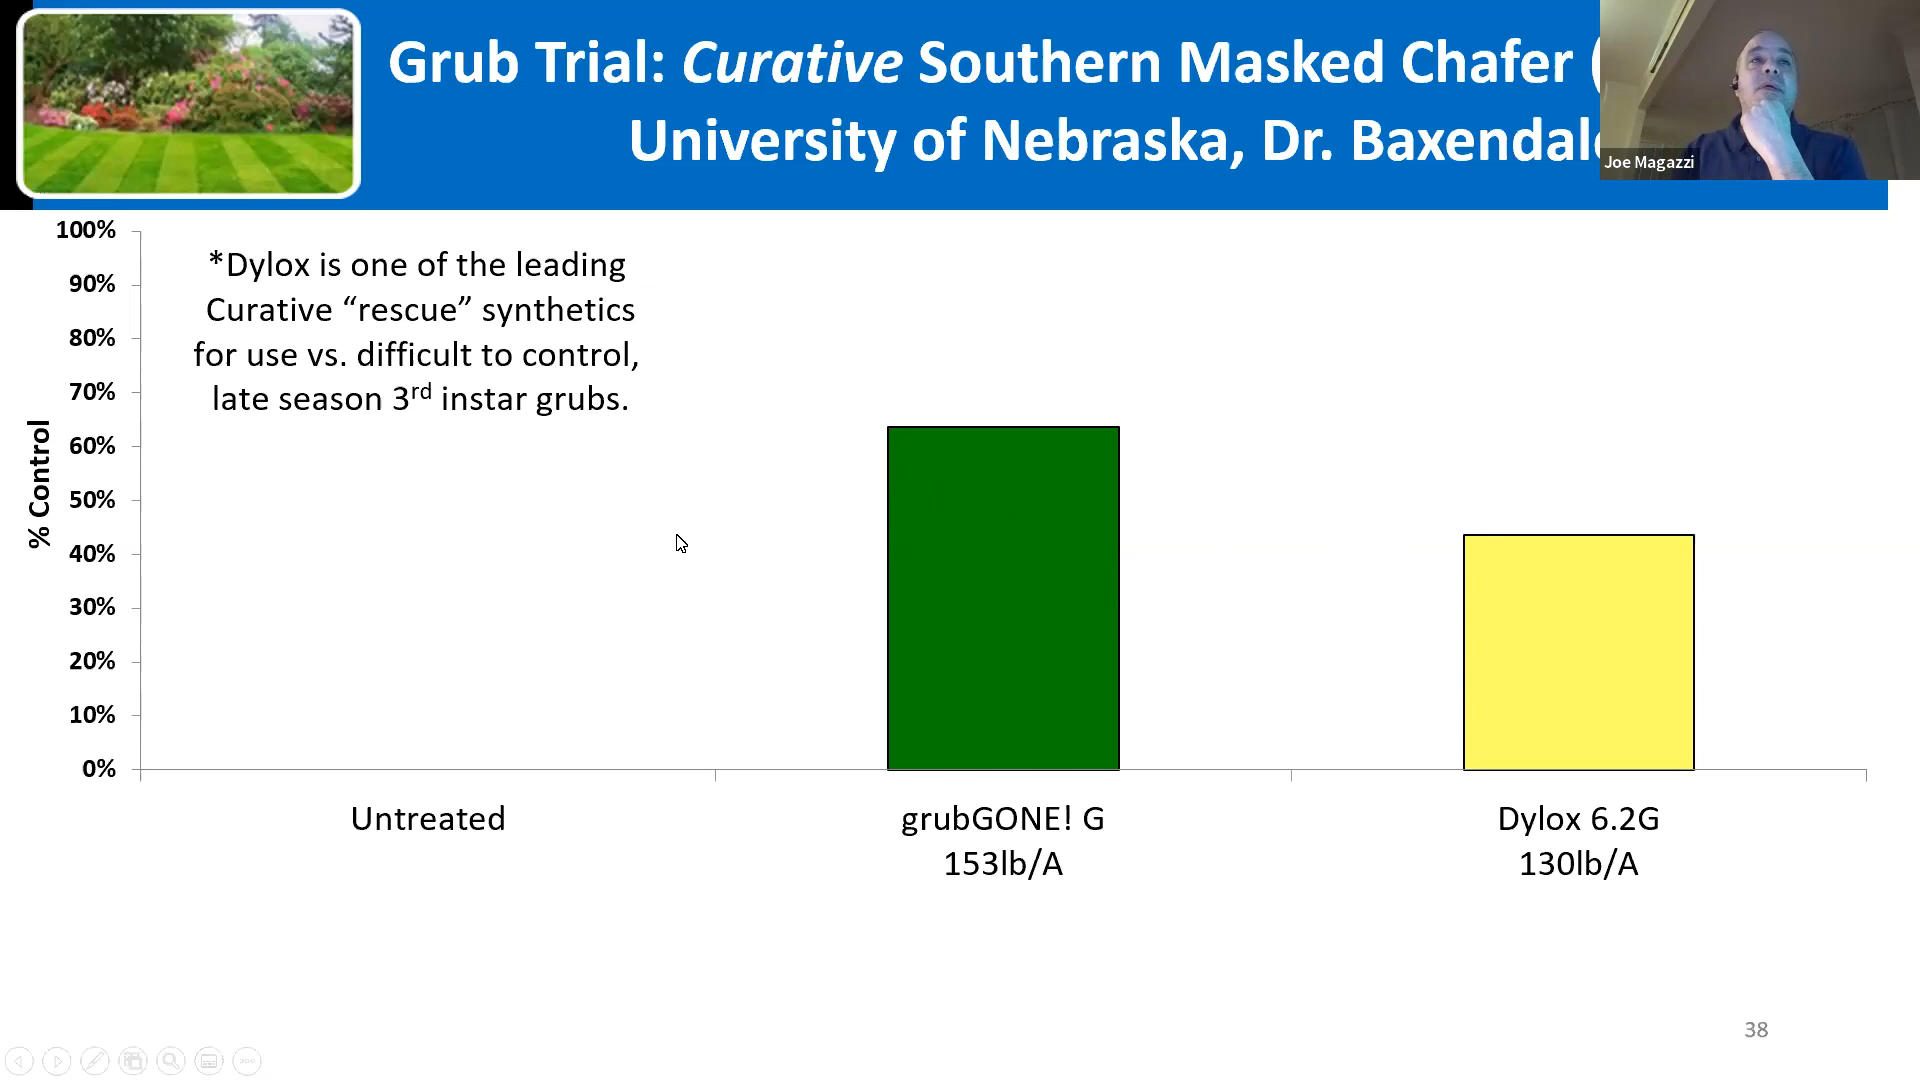 Grub Trial: Curative Southern Masked Chafer (
University of Nebraska, Dr. Baxendale
Joe Magazzi
*Dylox is one of the leading
Curative “rescue” synthetics
for use vs. difficult to control,
late season 3rd instar grubs.
% Control
100%
90%
80%
70%
60%
50%
40%
30%
20%
10%
0%
Untreated
grubGONE! G
153lb/A
Dylox 6.2G
130lb/A
38